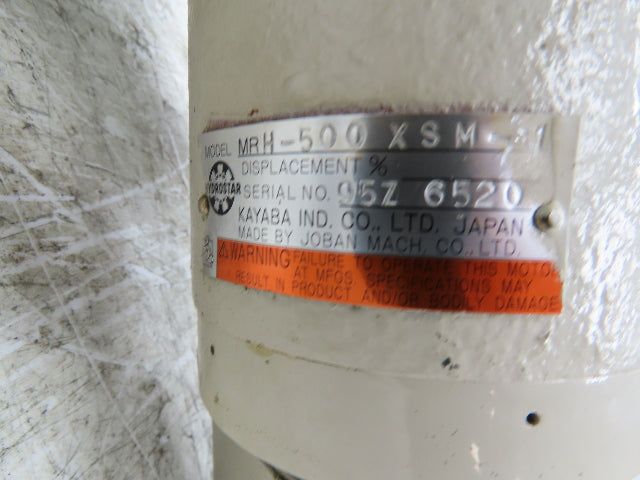 MODEL MRH-500 XSM-
DISPLACEMENT %
HYDROSTAR
SERIAL NO. 95Z 6520
KAYABA IND. CO., LTD. JAPAN
MADE BY JOBAN MACH. CO., LTD.
WARNING FAILURE TO OPERATE THIS MOTOR
AT MFGS. SPECIFICATIONS MAY
RESULT IN PRODUCT AND/OR BODILY DAMAGE